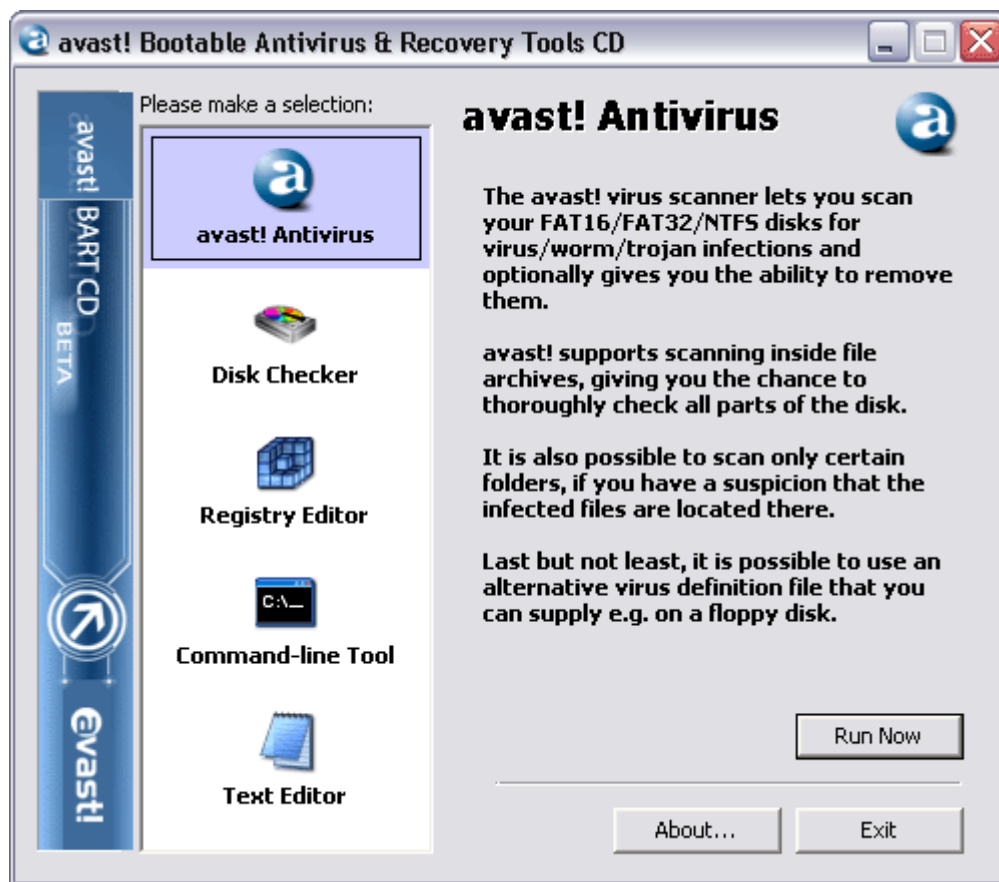 avast! Bootable Antivirus & Recovery Tools CD
Please make a selection:
avast! BART CD
BETA
avast!
avast! Antivirus
Disk Checker
Registry Editor
C:\_
Command-line Tool
Text Editor
avast! Antivirus
The avast! virus scanner lets you scan
your FAT16/FAT32/NTFS disks for
virus/worm/trojan infections and
optionally gives you the ability to remove
them.
avast! supports scanning inside file
archives, giving you the chance to
thoroughly check all parts of the disk.
It is also possible to scan only certain
folders, if you have a suspicion that the
infected files are located there.
Last but not least, it is possible to use an
alternative virus definition file that you
can supply e.g. on a floppy disk.
Run Now
About...
Exit